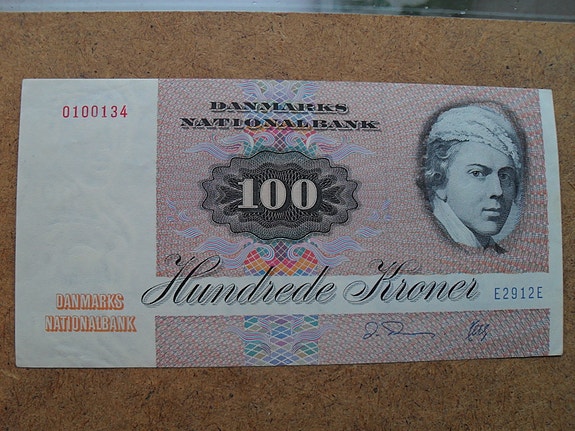 0100134
DANMARKS
NATIONALBANK
100
Hundrede Kroner
E2912E
DANMARKS
NATIONALBANK